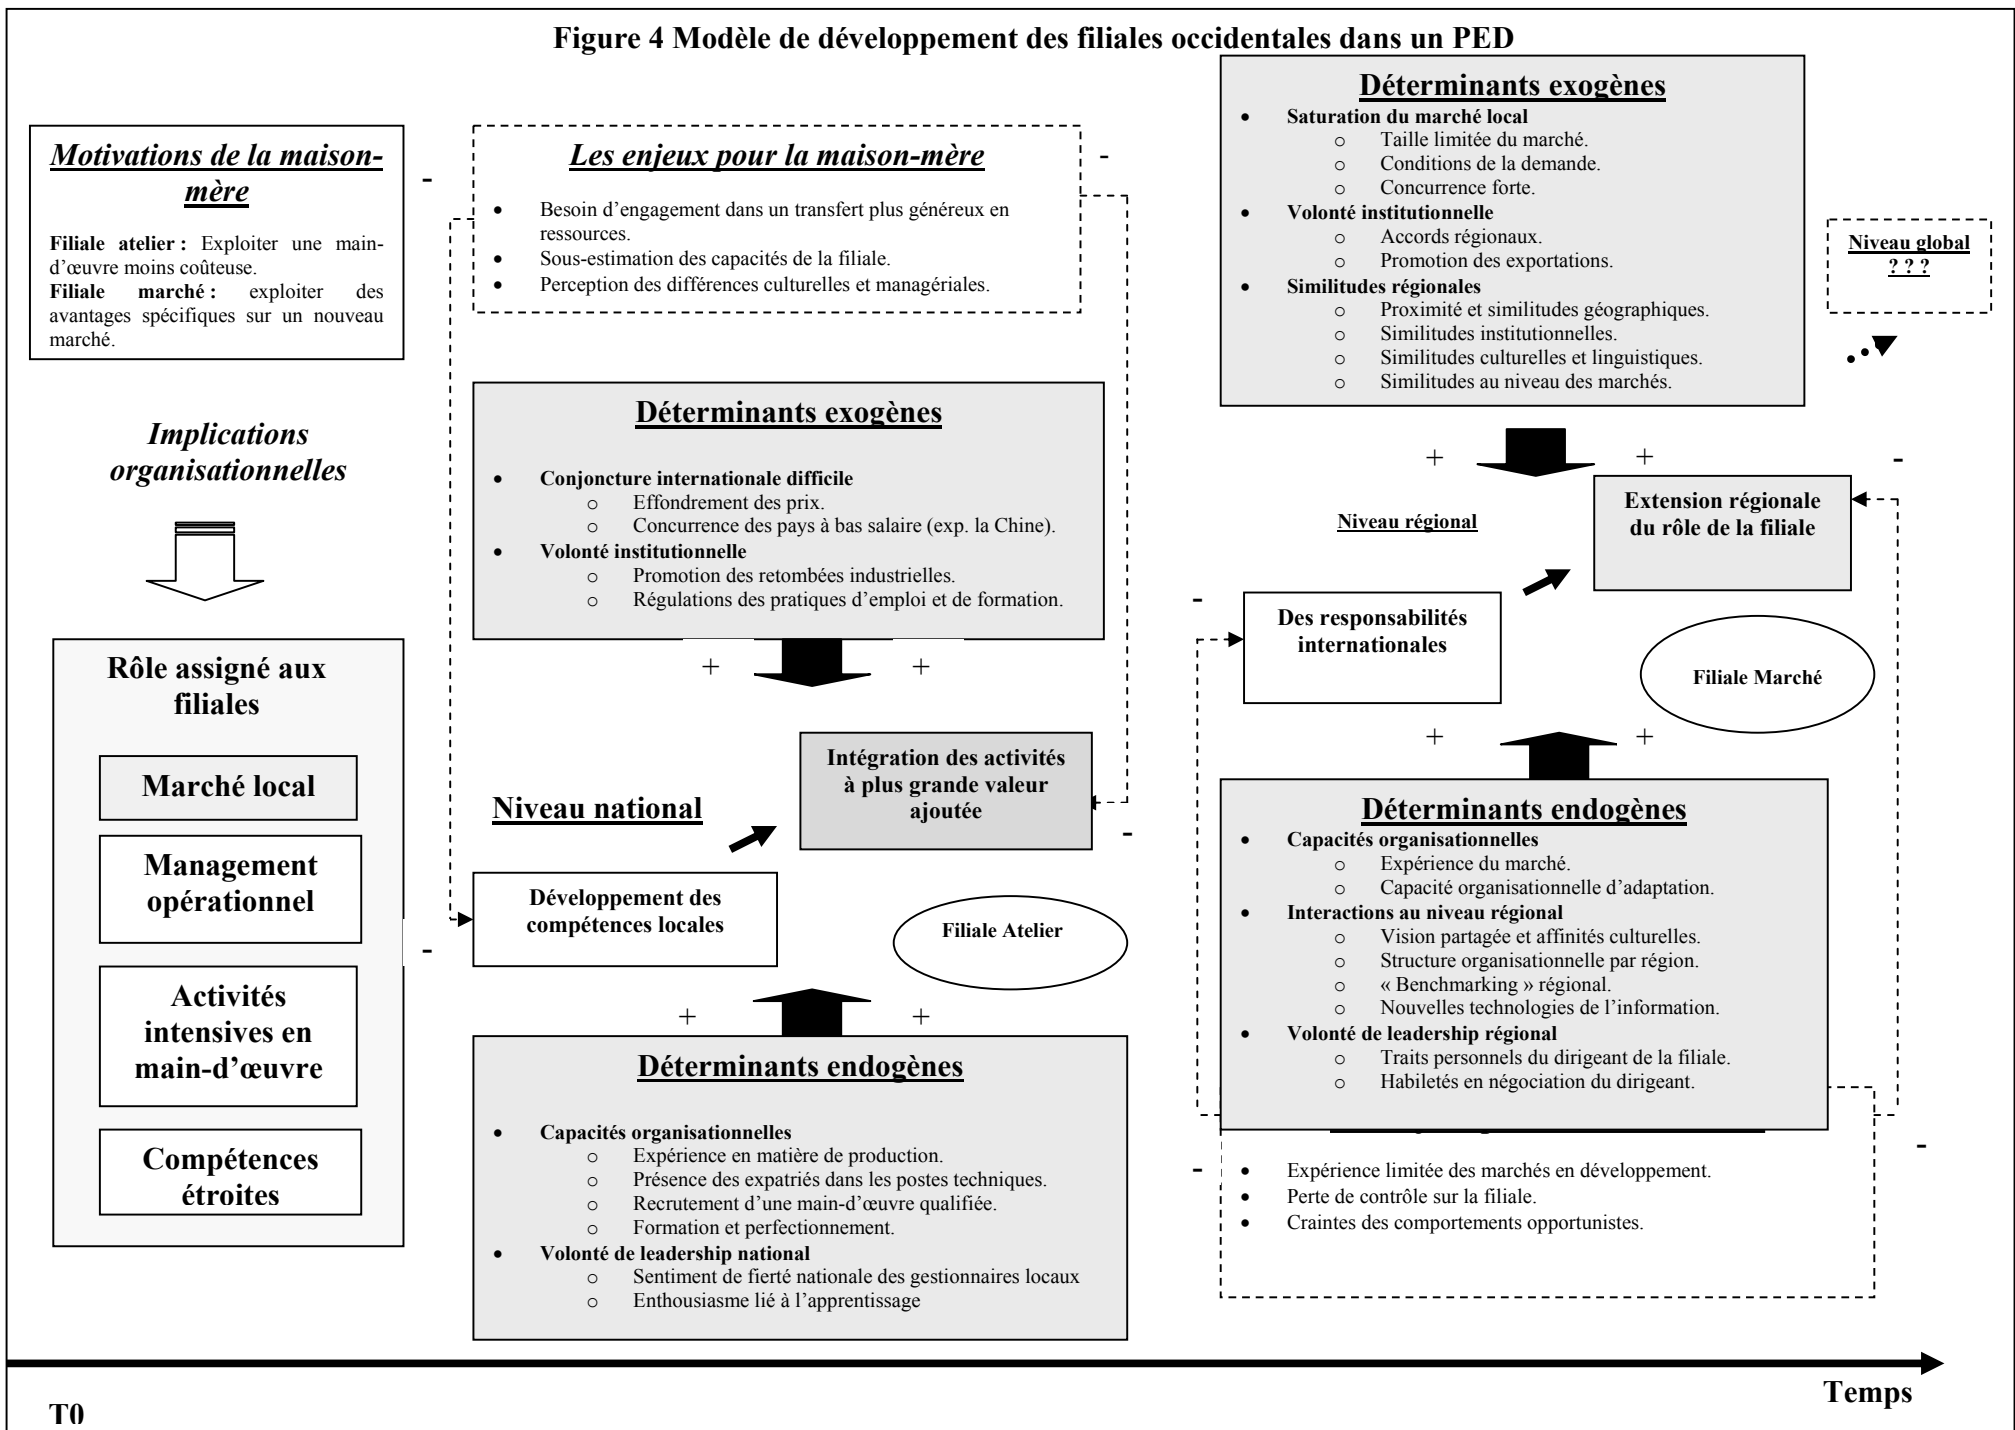 Figure 4 Modèle de développement des filiales occidentales dans un PED
Motivations de la maison-
mère
Filiale atelier : Exploiter une main-
d’œuvre moins coûteuse.
Filiale marché : exploiter des
avantages spécifiques sur un nouveau
marché.
-
Implications
organisationnelles
Rôle assigné aux
filiales
Marché local
Management
opérationnel
Activités
intensives en
main-d’œuvre
Compétences
étroites
-
Les enjeux pour la maison-mère
• Besoin d’engagement dans un transfert plus généreux en
ressources.
• Sous-estimation des capacités de la filiale.
• Perception des différences culturelles et managériales.
-
Déterminants exogènes
• Conjoncture internationale difficile
o Effondrement des prix.
o Concurrence des pays à bas salaire (exp. la Chine).
• Volonté institutionnelle
o Promotion des retombées industrielles.
o Régulations des pratiques d’emploi et de formation.
+ +
Intégration des activités
à plus grande valeur
ajoutée
-
Niveau national
Développement des
compétences locales
Filiale Atelier
+ +
Déterminants endogènes
• Capacités organisationnelles
o Expérience en matière de production.
o Présence des expatriés dans les postes techniques.
o Recrutement d’une main-d’œuvre qualifiée.
o Formation et perfectionnement.
• Volonté de leadership national
o Sentiment de fierté nationale des gestionnaires locaux
o Enthousiasme lié à l’apprentissage
Déterminants exogènes
• Saturation du marché local
o Taille limitée du marché.
o Conditions de la demande.
o Concurrence forte.
• Volonté institutionnelle
o Accords régionaux.
o Promotion des exportations.
• Similitudes régionales
o Proximité et similitudes géographiques.
o Similitudes institutionnelles.
o Similitudes culturelles et linguistiques.
o Similitudes au niveau des marchés.
Niveau global
? ? ?
+ +
-
Extension régionale
du rôle de la filiale
Niveau régional
-
Des responsabilités
internationales
Filiale Marché
+ +
Déterminants endogènes
• Capacités organisationnelles
o Expérience du marché.
o Capacité organisationnelle d’adaptation.
• Interactions au niveau régional
o Vision partagée et affinités culturelles.
o Structure organisationnelle par région.
o « Benchmarking » régional.
o Nouvelles technologies de l’information.
• Volonté de leadership régional
o Traits personnels du dirigeant de la filiale.
o Habiletés en négociation du dirigeant.
-
-
• Expérience limitée des marchés en développement.
• Perte de contrôle sur la filiale.
• Craintes des comportements opportunistes.
Temps
T0